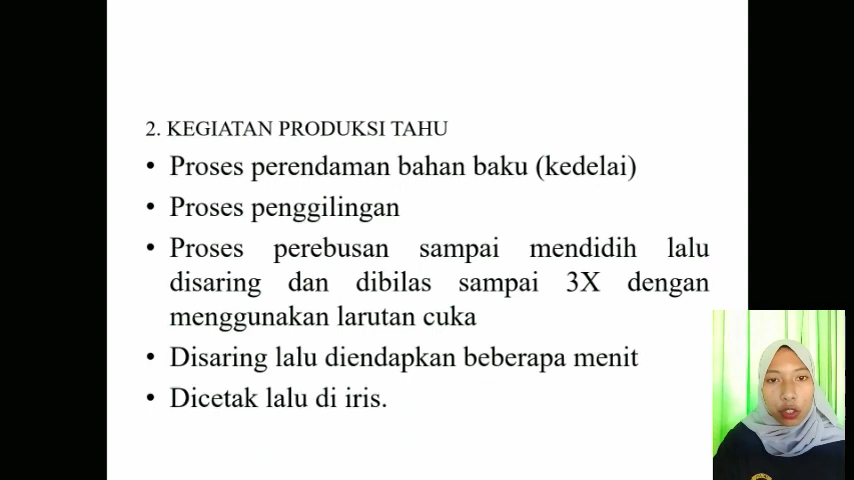 2. KEGIATAN PRODUKSI TAHU
• Proses perendaman bahan baku (kedelai)
• Proses penggilingan
• Proses perebusan sampai mendidih lalu
disaring dan dibilas sampai 3X dengan
menggunakan larutan cuka
• Disaring lalu diendapkan beberapa menit
• Dicetak lalu di iris.